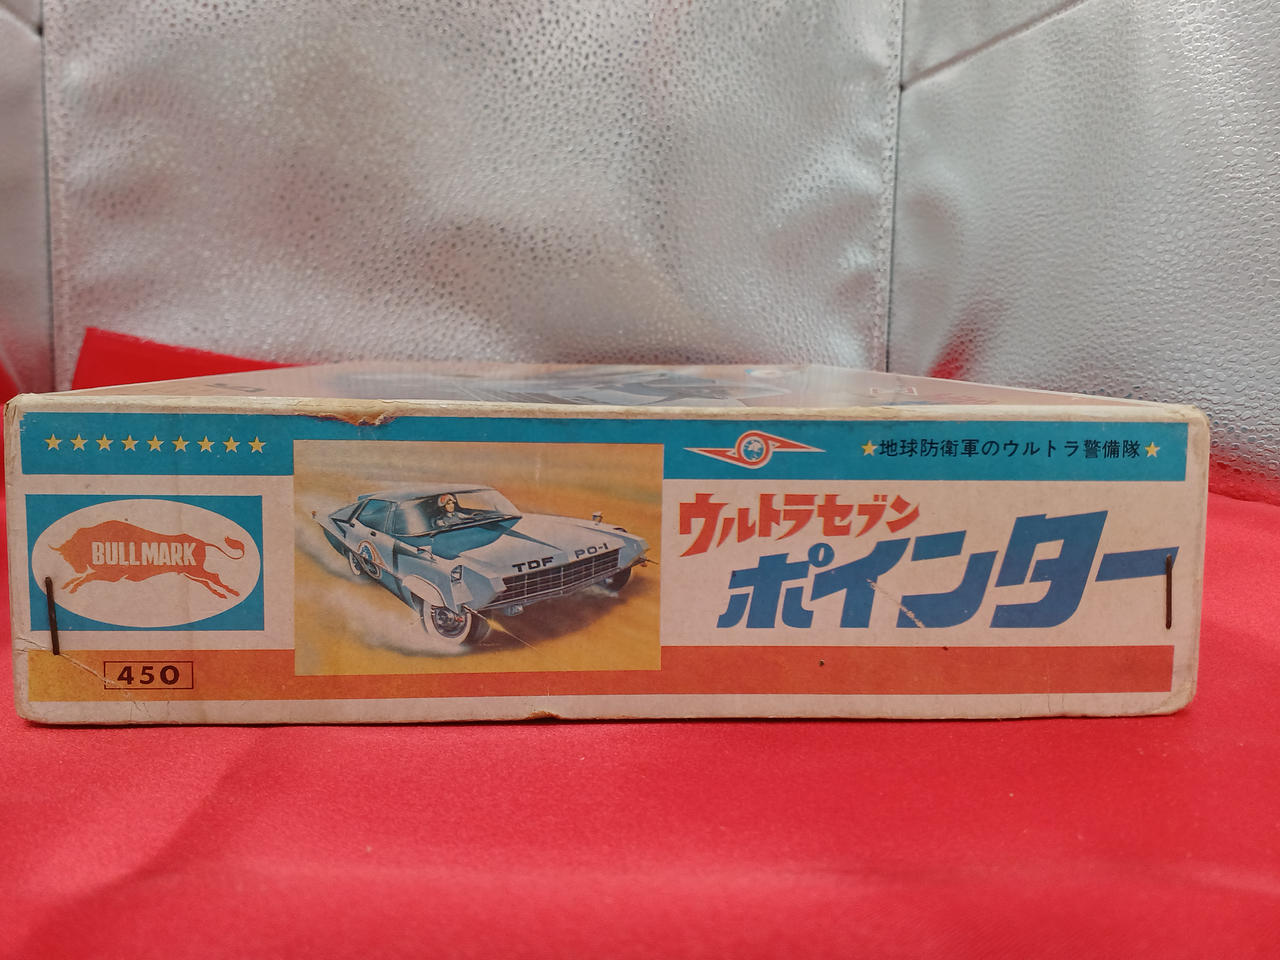 BULLMARK
450
TDF PO-1
★地球防衛軍のウルトラ警備隊★
ウルトラセブン
ポインター